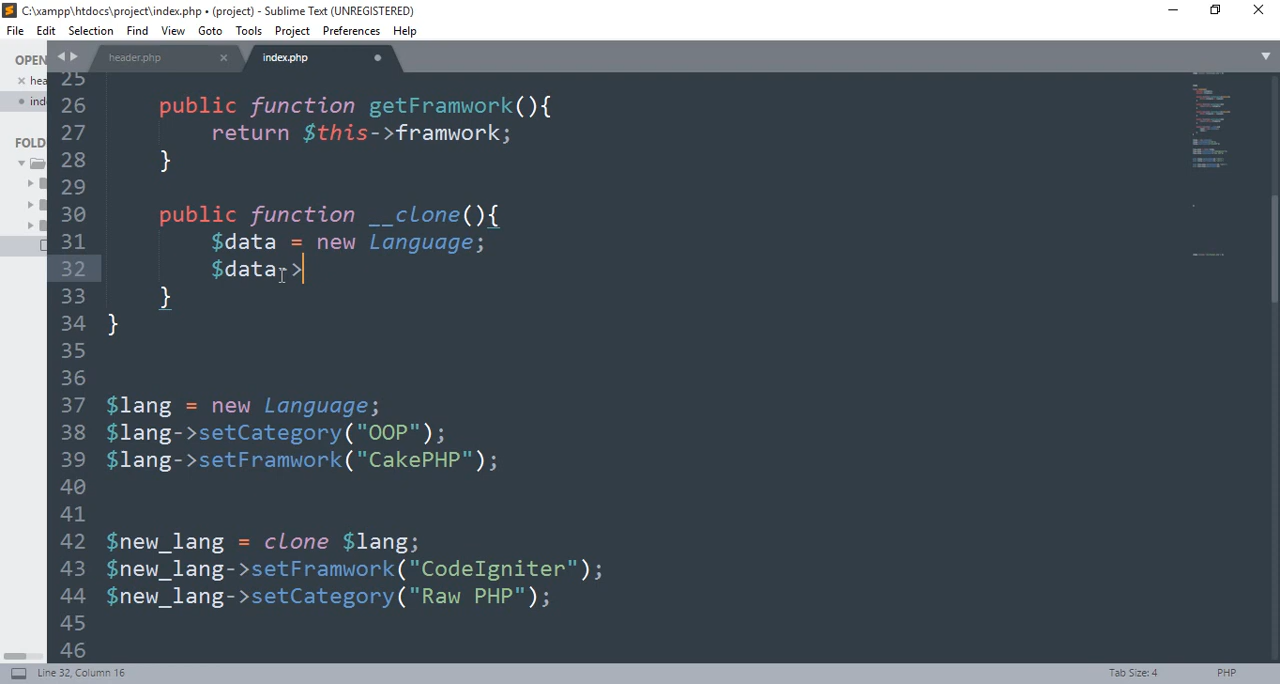 C:\xampp\htdocs\project\index.php • (project) - Sublime Text (UNREGISTERED)
File Edit Selection Find View Goto Tools Project Preferences Help
OPEN
header.php
index.php
hea
ind
FOLD
25
26 public function getFramwork(){
27 return $this->framwork;
28 }
29
30 public function __clone(){
31 $data = new Language;
32 $data->
33 }
34 }
35
36
37 $lang = new Language;
38 $lang->setCategory("OOP");
39 $lang->setFramwork("CakePHP");
40
41
42 $new_lang = clone $lang;
43 $new_lang->setFramwork("CodeIgniter");
44 $new_lang->setCategory("Raw PHP");
45
46
Line 32, Column 16 Tab Size: 4 PHP